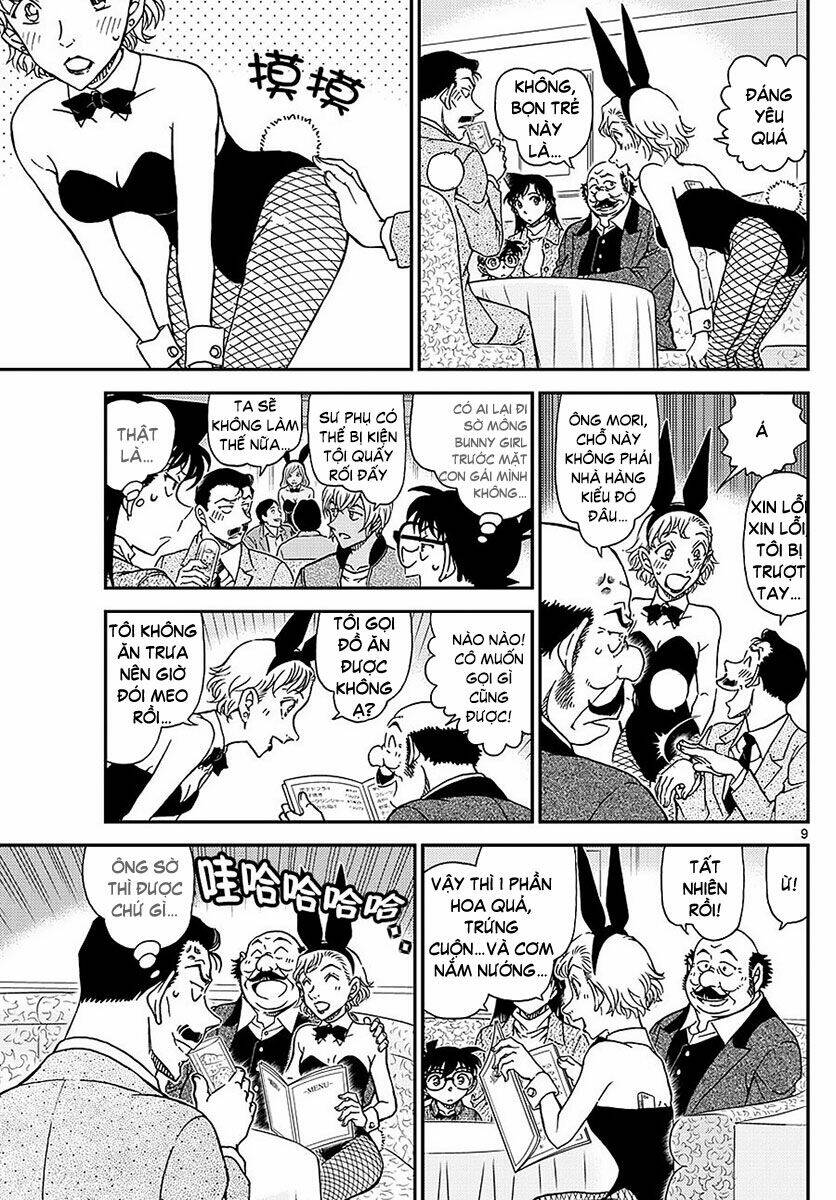 ĐÁNG
YÊU
QUÁ
KHÔNG,
BỌN TRẺ
NÀY
LÀ...
摸摸
Á
XIN LỖI
XIN LỖI
TÔI BỊ
TRƯỢT
TAY...
ÔNG MORI,
CHỖ NÀY
KHÔNG PHẢI
NHÀ HÀNG
KIỂU ĐÓ
ĐÂU...
CÓ AI LẠI ĐI
SỜ MÔNG
BUNNY GIRL
TRƯỚC MẶT
CON GÁI MÌNH
KHÔNG...
SƯ PHỤ CÓ
THỂ BỊ KIỆN
TỘI QUẤY
RỐI ĐẤY
TA SẼ
KHÔNG LÀM
THẾ NỮA...
THẬT
LÀ...
NÀO NÀO!
CÔ MUỐN
GỌI GÌ
CŨNG
ĐƯỢC!
TÔI GỌI
ĐỒ ĂN
ĐƯỢC
KHÔNG
Ạ?
TÔI KHÔNG
ĂN TRƯA
NÊN GIỜ
ĐÓI MEO
RỒI...
9
Ừ!
TẤT
NHIÊN
RỒI!
VẬY THÌ 1 PHẦN
HOA QUẢ,
TRỨNG
CUỘN...VÀ CƠM
NẮM NƯỚNG...
哇哈哈哈哈
ÔNG SỜ
THÌ ĐƯỢC
CHỨ GÌ...
~MENU~